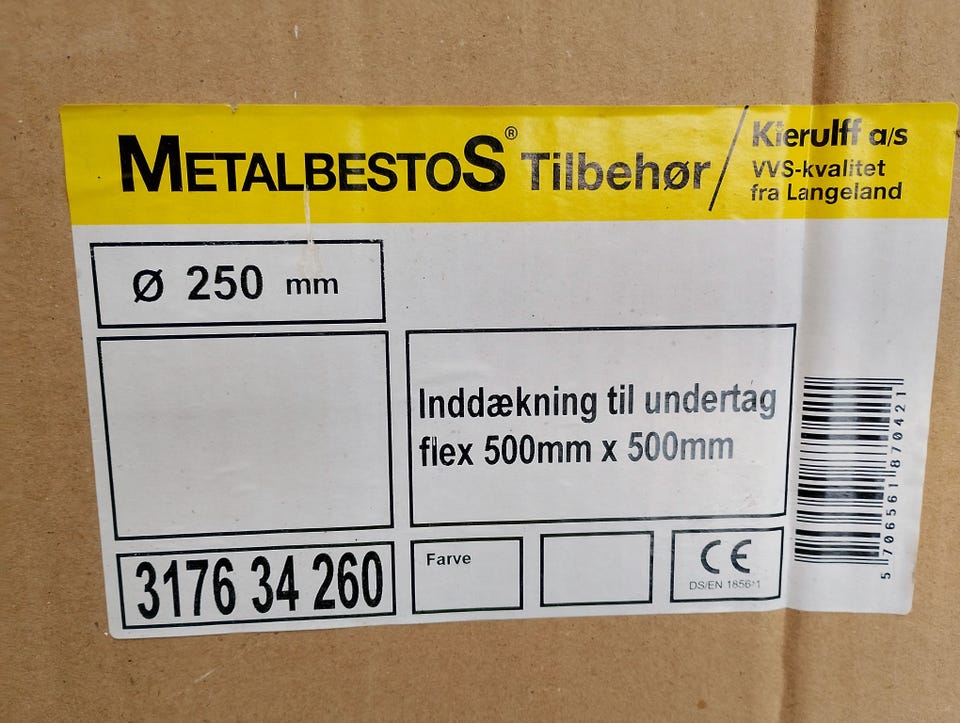 METALBESTOS® Tilbehør
Kierulff a/s
VVS-kvalitet
fra Langeland
Ø 250 mm
Inddækning til undertag
flex 500mm x 500mm
3176 34 260
Farve
CE
DS/EN 1856-1
5 706561 870421